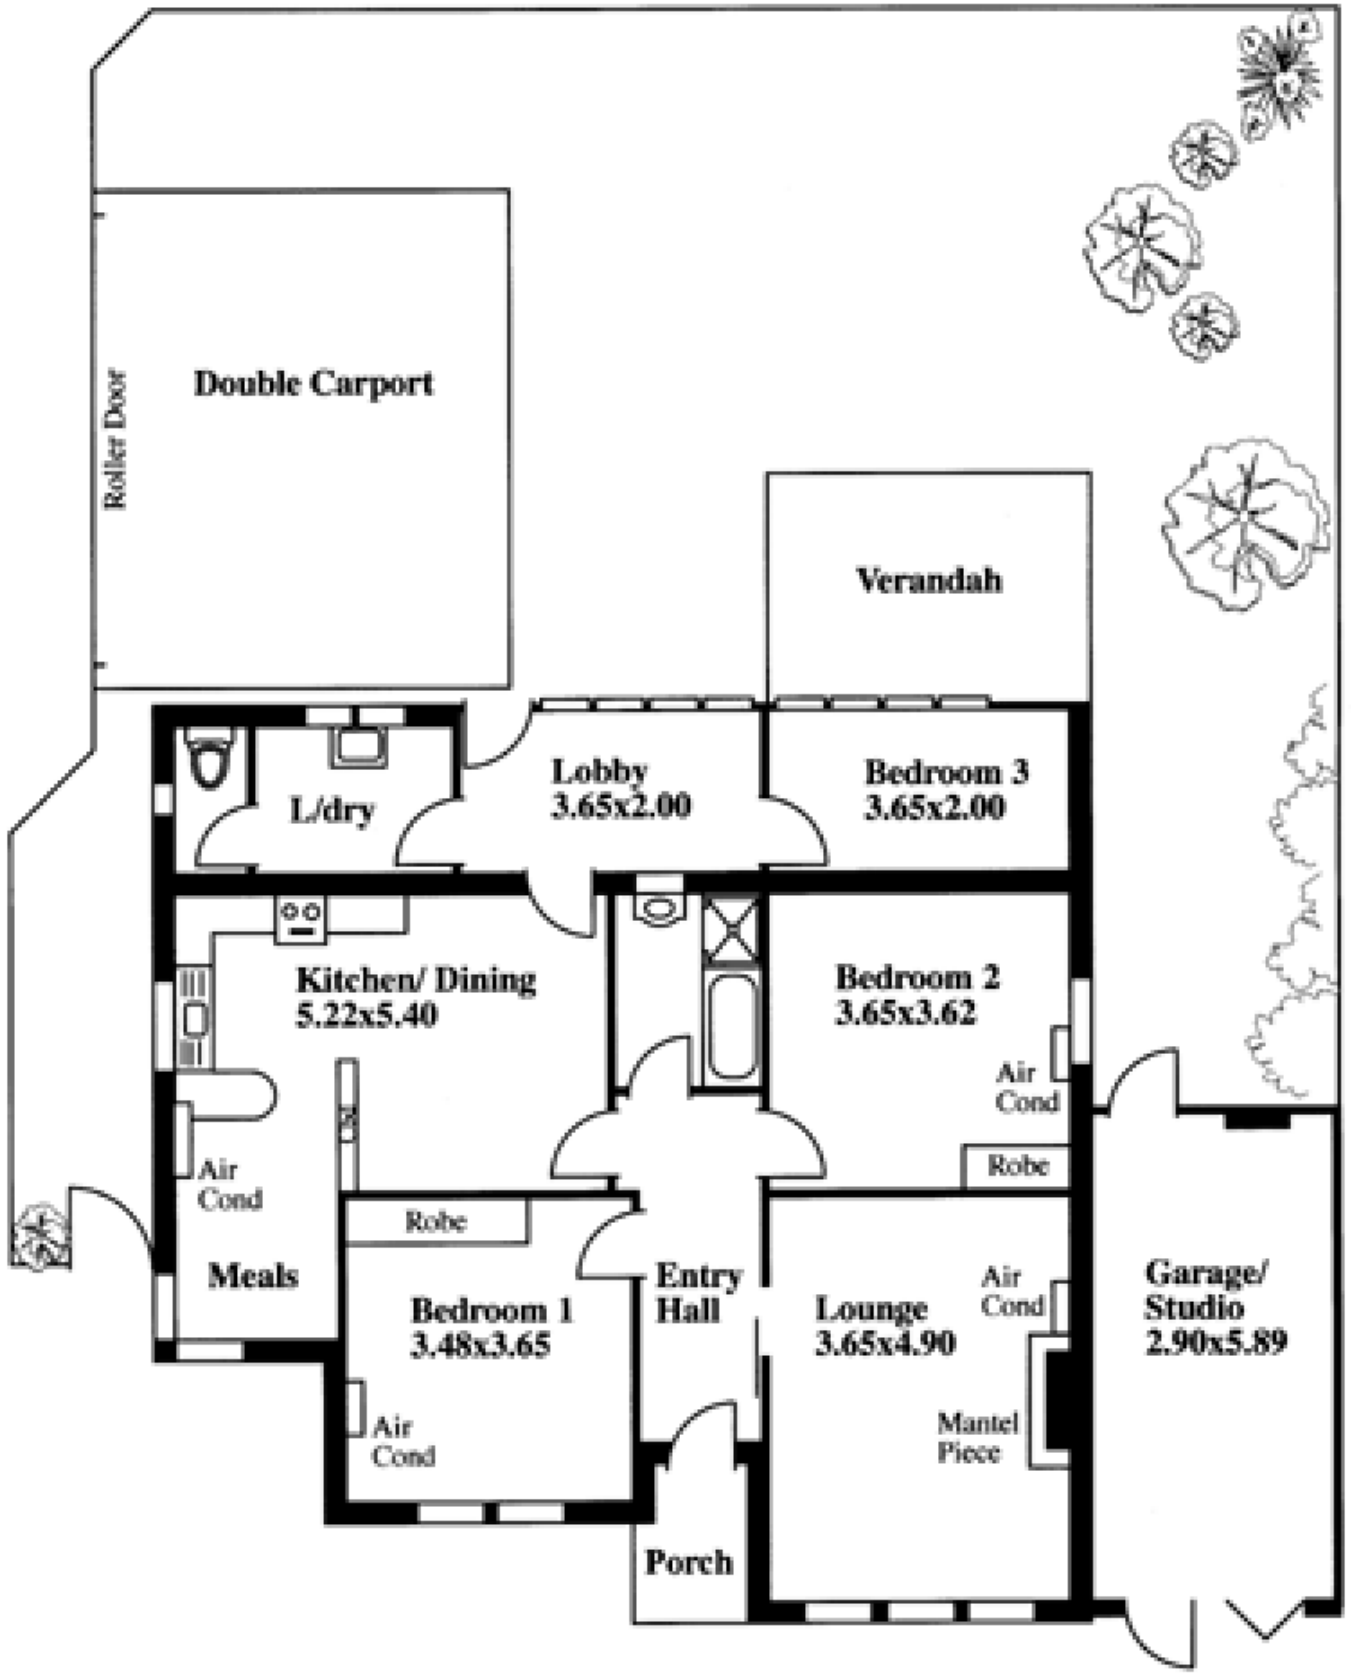 Double Carport
Roller Door
Verandah
Lobby
3.65x2.00
Bedroom 3
3.65x2.00
L/dry
Kitchen/ Dining
5.22x5.40
Bedroom 2
3.65x3.62
Air
Cond
Robe
Air
Cond
Meals
Robe
Bedroom 1
3.48x3.65
Air
Cond
Entry
Hall
Lounge
3.65x4.90
Air
Cond
Mantel
Piece
Garage/
Studio
2.90x5.89
Porch